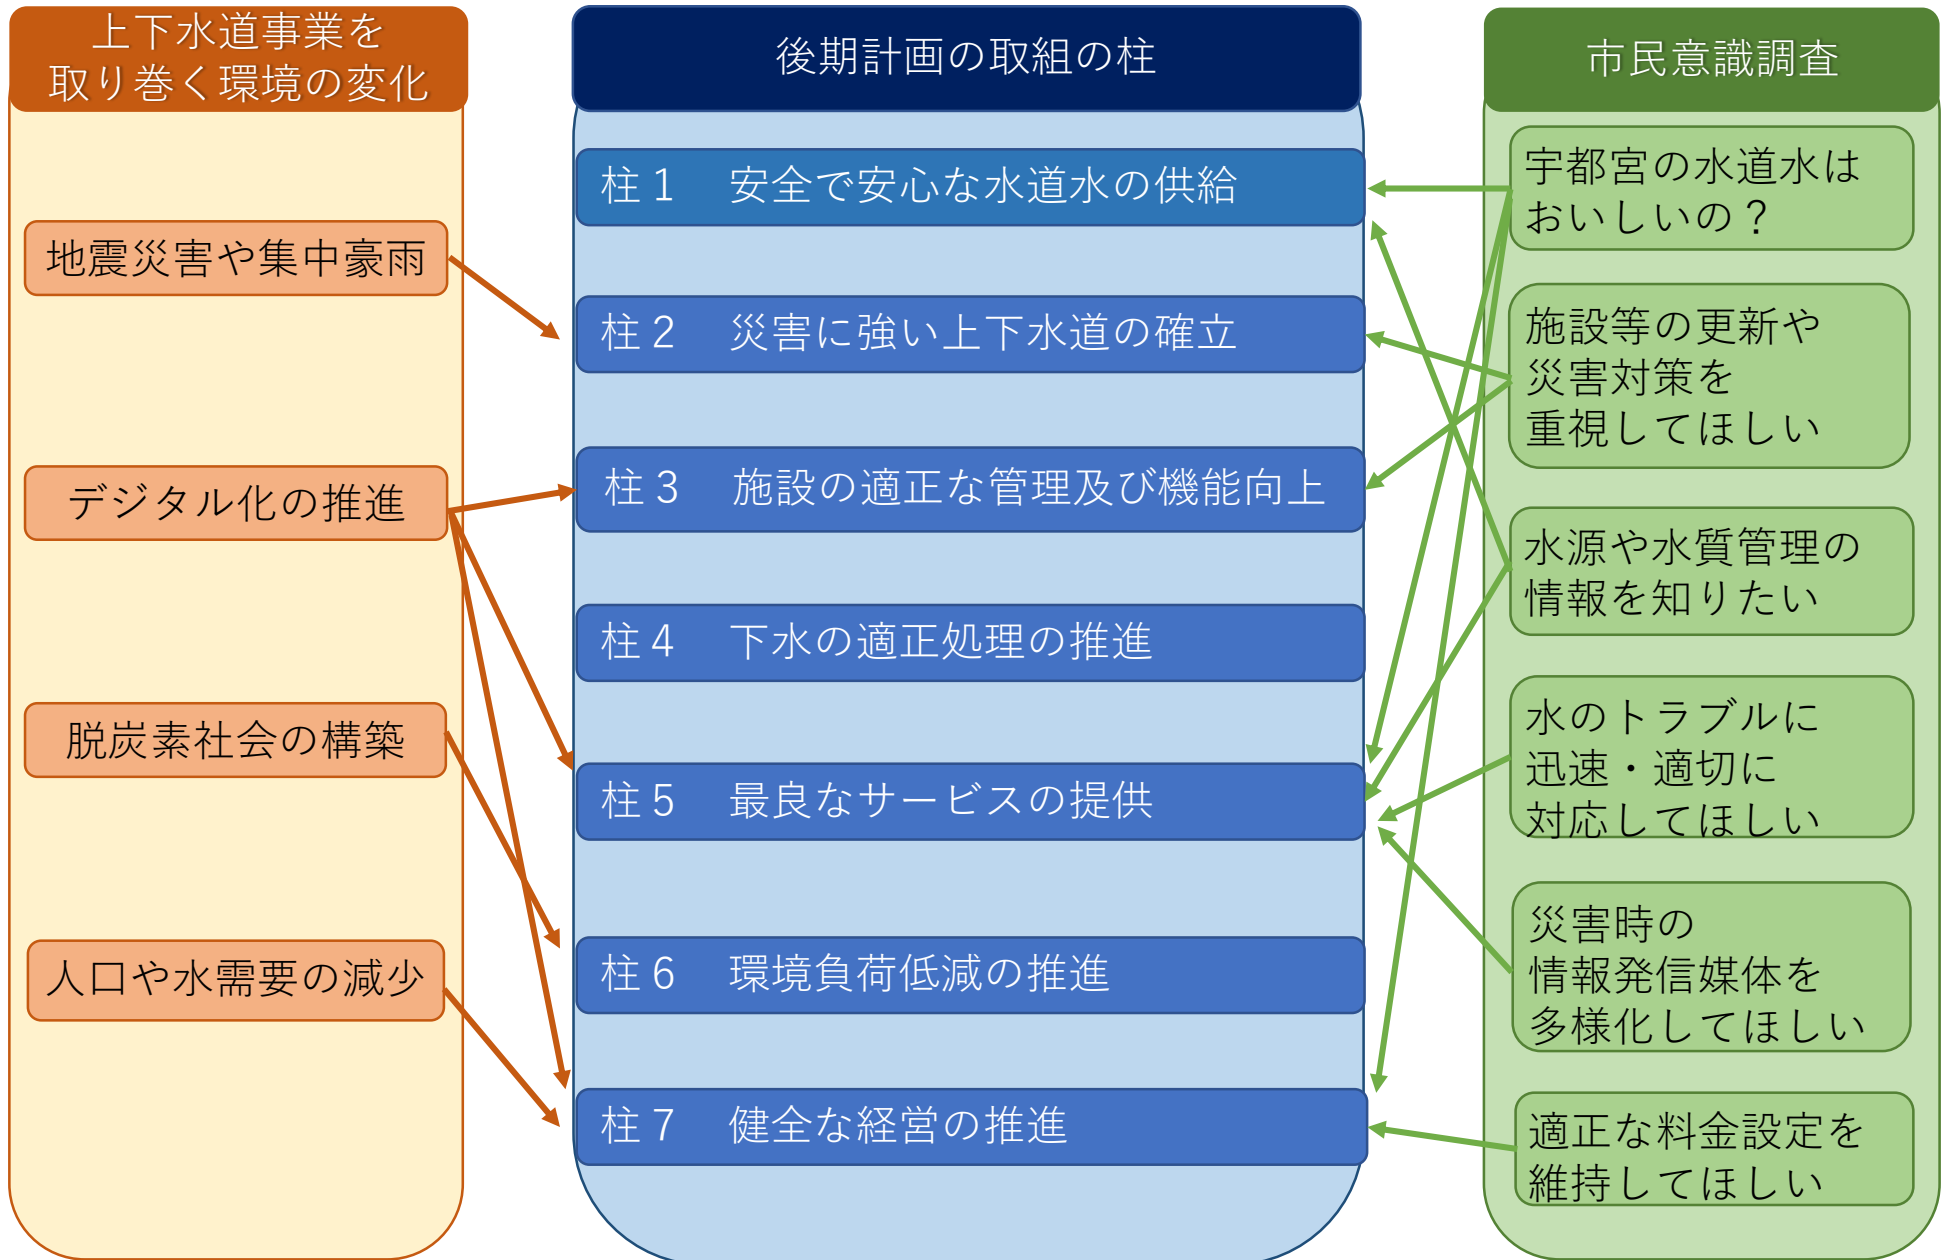 上下水道事業を
取り巻く環境の変化
地震災害や集中豪雨
デジタル化の推進
脱炭素社会の構築
人口や水需要の減少
後期計画の取組の柱
柱１　安全で安心な水道水の供給
柱２　災害に強い上下水道の確立
柱３　施設の適正な管理及び機能向上
柱４　下水の適正処理の推進
柱５　最良なサービスの提供
柱６　環境負荷低減の推進
柱７　健全な経営の推進
市民意識調査
宇都宮の水道水は
おいしいの？
施設等の更新や
災害対策を
重視してほしい
水源や水質管理の
情報を知りたい
水のトラブルに
迅速・適切に
対応してほしい
災害時の
情報発信媒体を
多様化してほしい
適正な料金設定を
維持してほしい